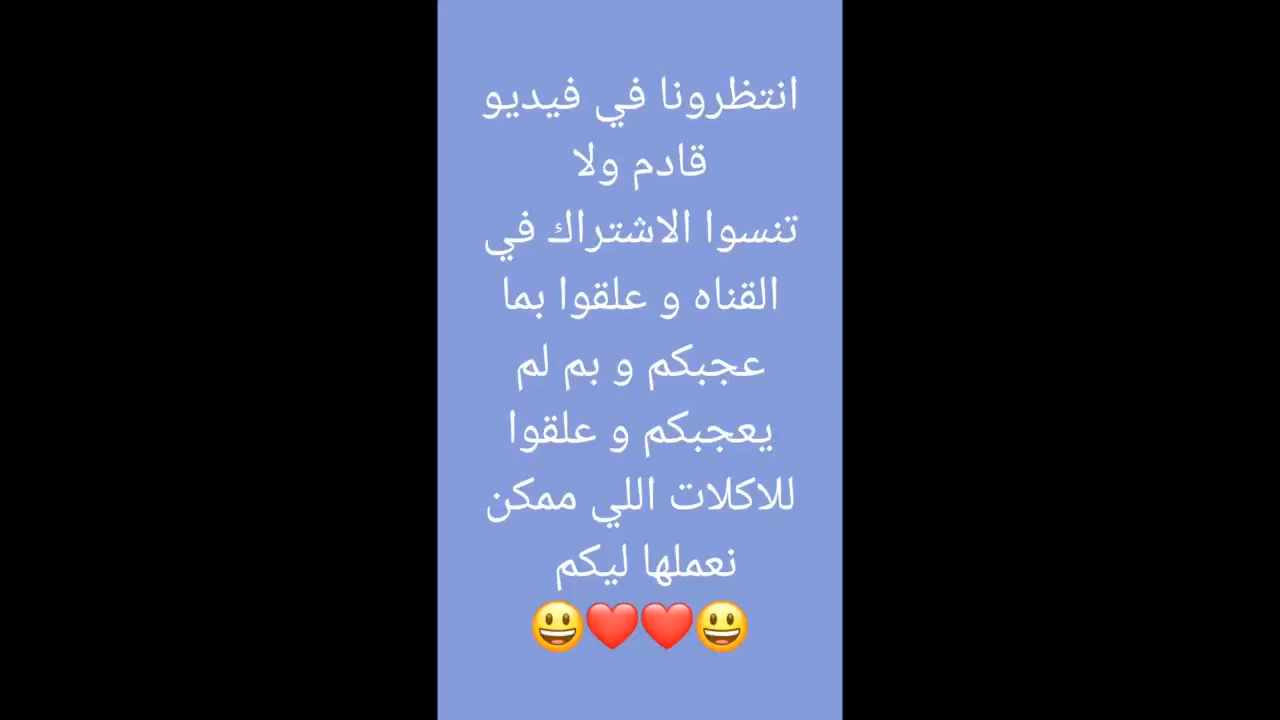 انتظرونا في فيديو
قادم ولا
تنسوا الاشتراك في
القناه و علقوا بما
عجبكم و بم لم
يعجبكم و علقوا
للاكلات اللي ممكن
نعملها ليكم
😃❤️❤️😃